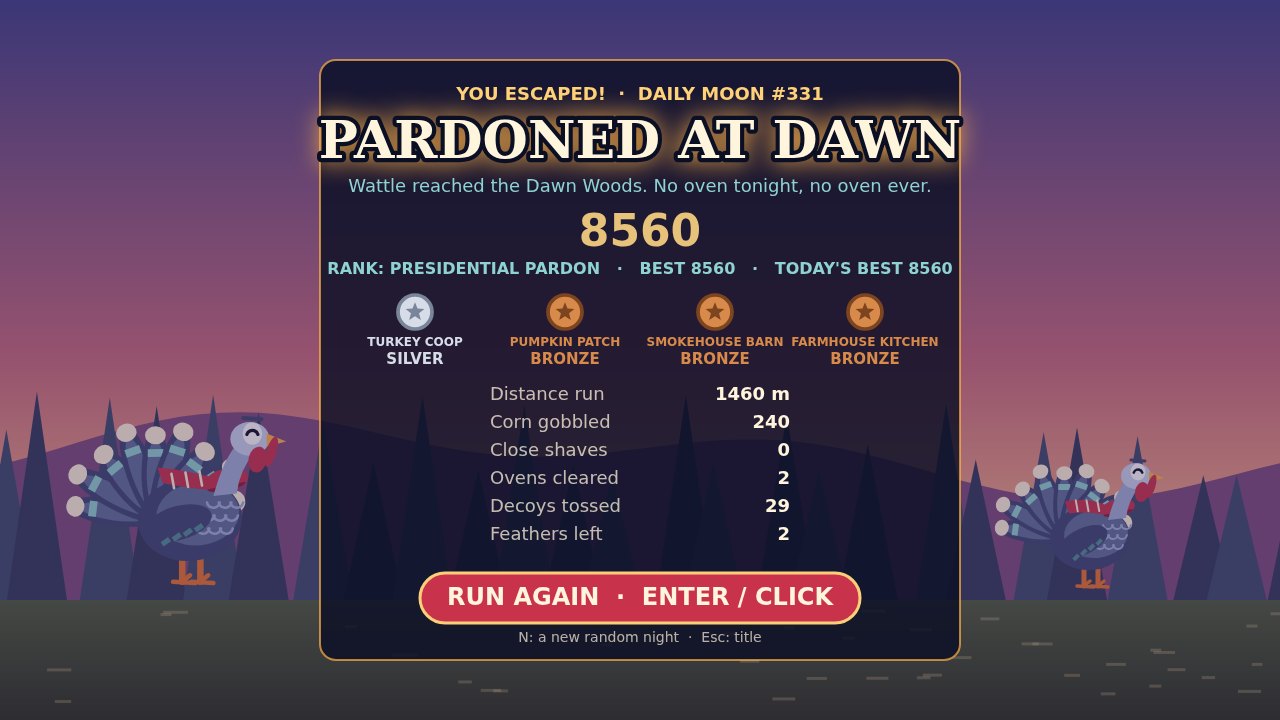 YOU ESCAPED! · DAILY MOON #331
PARDONED AT DAWN
Wattle reached the Dawn Woods. No oven tonight, no oven ever.
8560
RANK: PRESIDENTIAL PARDON · BEST 8560 · TODAY'S BEST 8560
TURKEY COOP PUMPKIN PATCH SMOKEHOUSE BARN FARMHOUSE KITCHEN
SILVER BRONZE BRONZE BRONZE
Distance run 1460 m
Corn gobbled 240
Close shaves 0
Ovens cleared 2
Decoys tossed 29
Feathers left 2
RUN AGAIN · ENTER / CLICK
N: a new random night · Esc: title